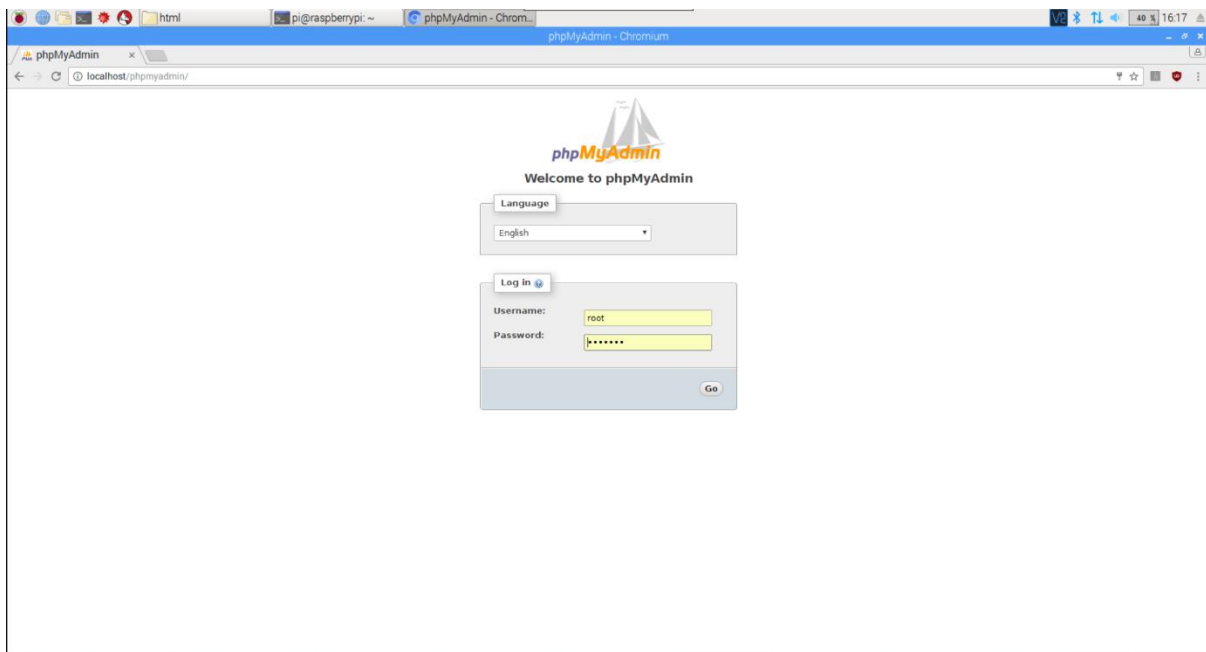 html
pi@raspberrypi: ~
phpMyAdmin - Chrom...
40 %
16:17
phpMyAdmin - Chromium
phpMyAdmin
localhost/phpmyadmin/
phpMyAdmin
Welcome to phpMyAdmin
Language
English
Log in
Username:
root
Password:
•••••••
Go